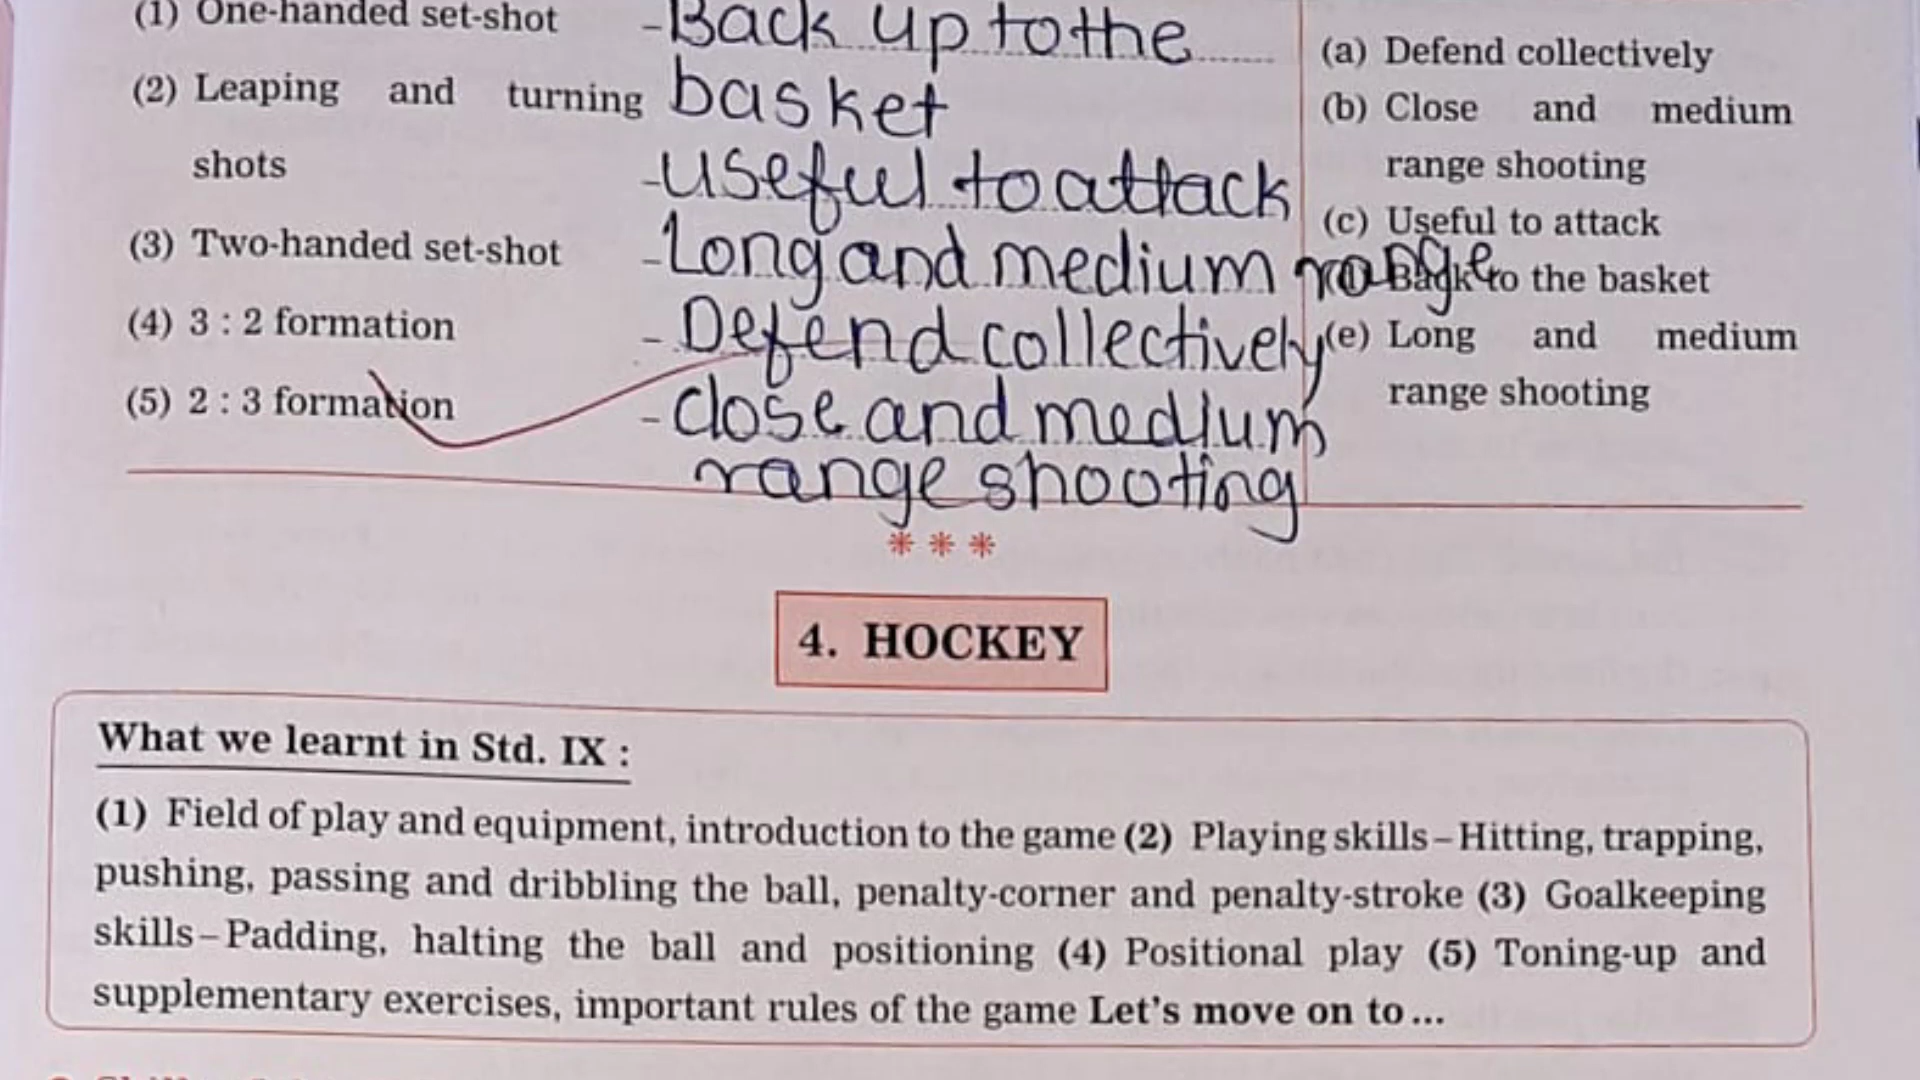 (1) One-handed set-shot - Back up to the
(2) Leaping and turning basket
shots - useful to attack
(3) Two-handed set-shot - Long and medium range
(4) 3 : 2 formation - Defend collectively
(5) 2 : 3 formation - close and medium
range shooting
(a) Defend collectively
(b) Close and medium
range shooting
(c) Useful to attack
Back to the basket
(e) Long and medium
range shooting
***
4. HOCKEY
What we learnt in Std. IX :
(1) Field of play and equipment, introduction to the game (2) Playing skills – Hitting, trapping,
pushing, passing and dribbling the ball, penalty-corner and penalty-stroke (3) Goalkeeping
skills – Padding, halting the ball and positioning (4) Positional play (5) Toning-up and
supplementary exercises, important rules of the game Let's move on to ...